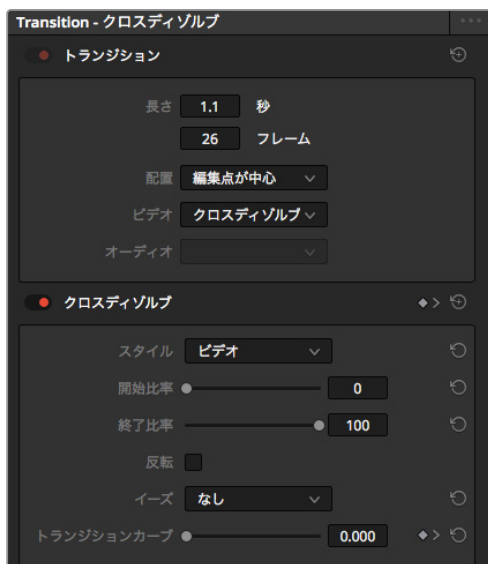 Transition - クロスディゾルブ
トランジション
長さ 1.1 秒
26 フレーム
配置 編集点が中心
ビデオ クロスディゾルブ
オーディオ
クロスディゾルブ
スタイル ビデオ
開始比率 0
終了比率 100
反転
イーズ なし
トランジションカーブ 0.000